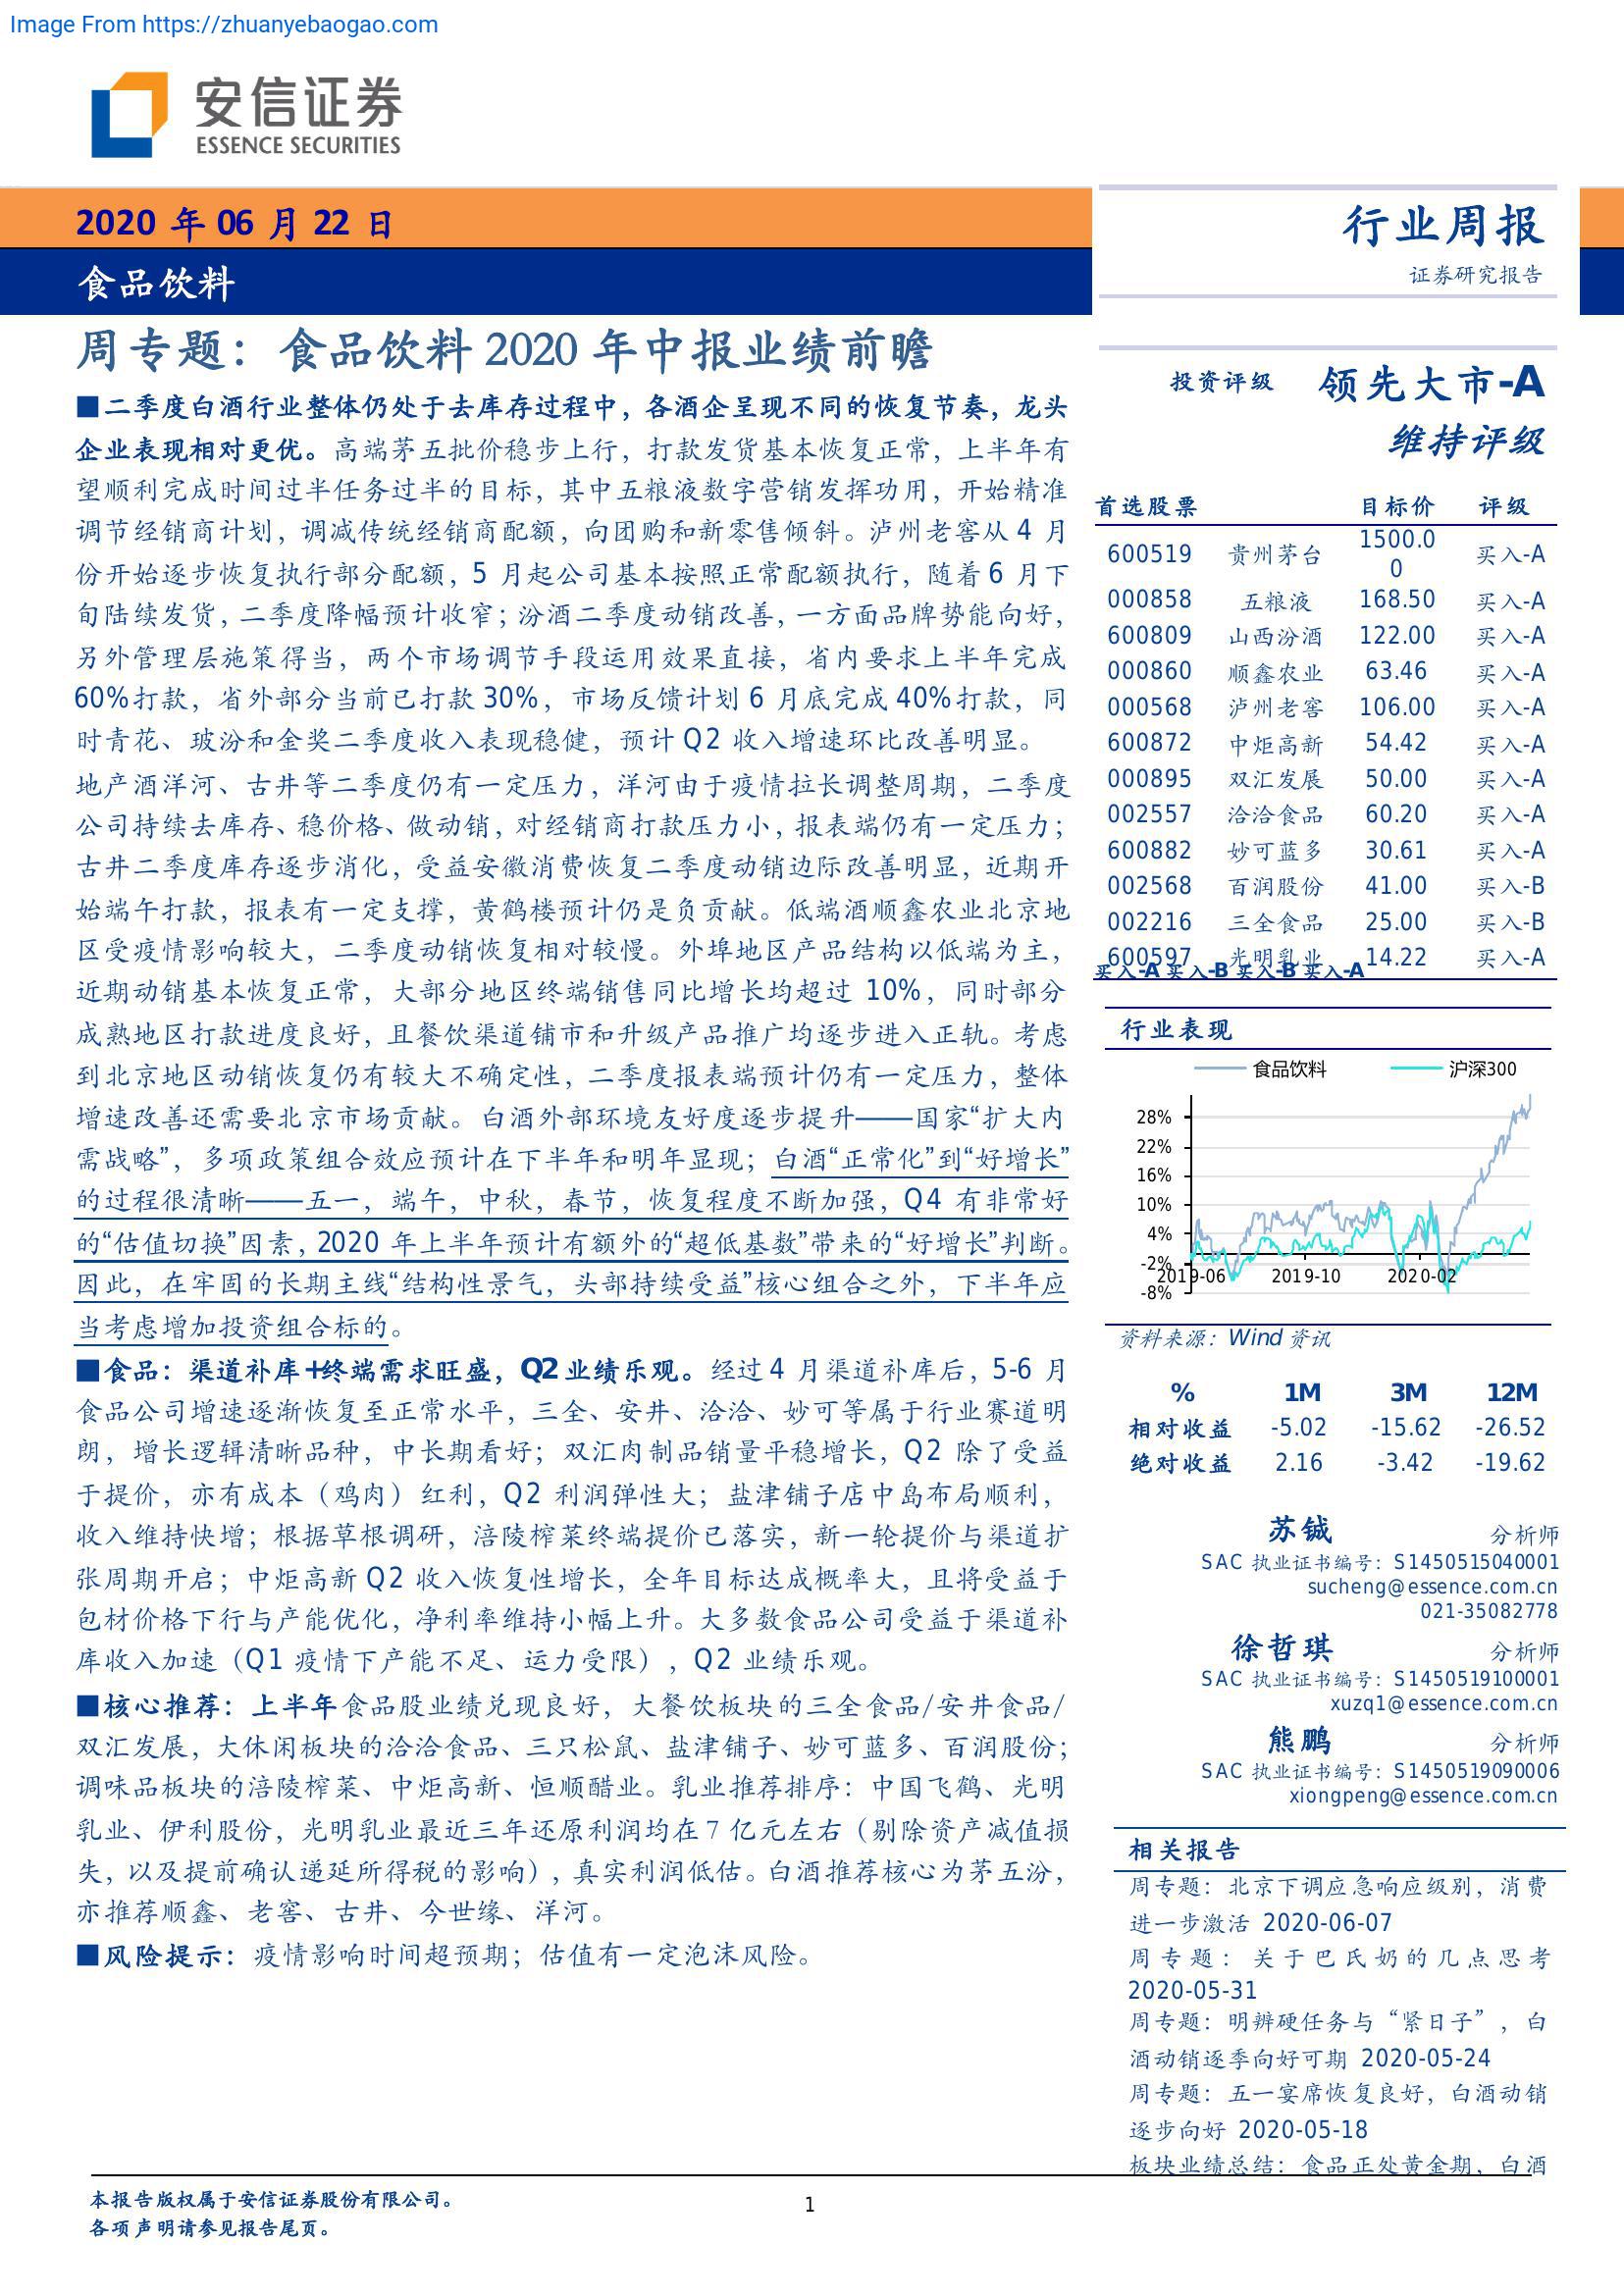 Image From https://zhuanyebaogao.com
安信证券
ESSENCE SECURITIES
2020 年 06 月 22 日
食品饮料
行业周报
证券研究报告
周专题：食品饮料 2020 年中报业绩前瞻
■二季度白酒行业整体仍处于去库存过程中，各酒企呈现不同的恢复节奏，龙头
企业表现相对更优。高端茅五批价稳步上行，打款发货基本恢复正常，上半年有
望顺利完成时间过半任务过半的目标，其中五粮液数字营销发挥功用，开始精准
调节经销商计划，调减传统经销商配额，向团购和新零售倾斜。泸州老窖从 4 月
份开始逐步恢复执行部分配额，5 月起公司基本按照正常配额执行，随着 6 月下
旬陆续发货，二季度降幅预计收窄；汾酒二季度动销改善，一方面品牌势能向好，
另外管理层施策得当，两个市场调节手段运用效果直接，省内要求上半年完成
60%打款，省外部分当前已打款 30%，市场反馈计划 6 月底完成 40%打款，同
时青花、玻汾和金奖二季度收入表现稳健，预计 Q2 收入增速环比改善明显。
地产酒洋河、古井等二季度仍有一定压力，洋河由于疫情拉长调整周期，二季度
公司持续去库存、稳价格、做动销，对经销商打款压力小，报表端仍有一定压力；
古井二季度库存逐步消化，受益安徽消费恢复二季度动销边际改善明显，近期开
始端午打款，报表有一定支撑，黄鹤楼预计仍是负贡献。低端酒顺鑫农业北京地
区受疫情影响较大，二季度动销恢复相对较慢。外埠地区产品结构以低端为主，
近期动销基本恢复正常，大部分地区终端销售同比增长均超过 10%，同时部分
成熟地区打款进度良好，且餐饮渠道铺市和升级产品推广均逐步进入正轨。考虑
到北京地区动销恢复仍有较大不确定性，二季度报表端预计仍有一定压力，整体
增速改善还需要北京市场贡献。白酒外部环境友好度逐步提升——国家“扩大内
需战略”，多项政策组合效应预计在下半年和明年显现；白酒“正常化”到“好增长”
的过程很清晰——五一，端午，中秋，春节，恢复程度不断加强，Q4 有非常好
的“估值切换”因素，2020 年上半年预计有额外的“超低基数”带来的“好增长”判断。
因此，在牢固的长期主线“结构性景气，头部持续受益”核心组合之外，下半年应
当考虑增加投资组合标的。
■食品：渠道补库+终端需求旺盛，Q2 业绩乐观。经过 4 月渠道补库后，5-6 月
食品公司增速逐渐恢复至正常水平，三全、安井、洽洽、妙可等属于行业赛道明
朗，增长逻辑清晰品种，中长期看好；双汇肉制品销量平稳增长，Q2 除了受益
于提价，亦有成本（鸡肉）红利，Q2 利润弹性大；盐津铺子店中岛布局顺利，
收入维持快增；根据草根调研，涪陵榨菜终端提价已落实，新一轮提价与渠道扩
张周期开启；中炬高新 Q2 收入恢复性增长，全年目标达成概率大，且将受益于
包材价格下行与产能优化，净利率维持小幅上升。大多数食品公司受益于渠道补
库收入加速（Q1 疫情下产能不足、运力受限），Q2 业绩乐观。
■核心推荐：上半年食品股业绩兑现良好，大餐饮板块的三全食品/安井食品/
双汇发展，大休闲板块的洽洽食品、三只松鼠、盐津铺子、妙可蓝多、百润股份；
调味品板块的涪陵榨菜、中炬高新、恒顺醋业。乳业推荐排序：中国飞鹤、光明
乳业、伊利股份，光明乳业最近三年还原利润均在 7 亿元左右（剔除资产减值损
失，以及提前确认递延所得税的影响），真实利润低估。白酒推荐核心为茅五汾，
亦推荐顺鑫、老窖、古井、今世缘、洋河。
■风险提示：疫情影响时间超预期；估值有一定泡沫风险。
投资评级 领先大市-A
维持评级
首选股票 目标价 评级
600519 贵州茅台 1500.00 买入-A
000858 五粮液 168.50 买入-A
600809 山西汾酒 122.00 买入-A
000860 顺鑫农业 63.46 买入-A
000568 泸州老窖 106.00 买入-A
600872 中炬高新 54.42 买入-A
000895 双汇发展 50.00 买入-A
002557 洽洽食品 60.20 买入-A
600882 妙可蓝多 30.61 买入-A
002568 百润股份 41.00 买入-B
002216 三全食品 25.00 买入-B
600597 光明乳业 14.22 买入-A
买入-A 买入-B 买入-B 买入-A
行业表现
食品饮料 沪深300
28%
22%
16%
10%
4%
-2%
-8%
2019-06 2019-10 2020-02
资料来源：Wind 资讯
% 1M 3M 12M
相对收益 -5.02 -15.62 -26.52
绝对收益 2.16 -3.42 -19.62
苏铖 分析师
SAC 执业证书编号：S1450515040001
sucheng@essence.com.cn
021-35082778
徐哲琪 分析师
SAC 执业证书编号：S1450519100001
xuzq1@essence.com.cn
熊鹏 分析师
SAC 执业证书编号：S1450519090006
xiongpeng@essence.com.cn
相关报告
周专题：北京下调应急响应级别，消费
进一步激活 2020-06-07
周专题：关于巴氏奶的几点思考
2020-05-31
周专题：明辨硬任务与“紧日子”，白
酒动销逐季向好可期 2020-05-24
周专题：五一宴席恢复良好，白酒动销
逐步向好 2020-05-18
板块业绩总结：食品正处黄金期，白酒
本报告版权属于安信证券股份有限公司。
各项声明请参见报告尾页。
1